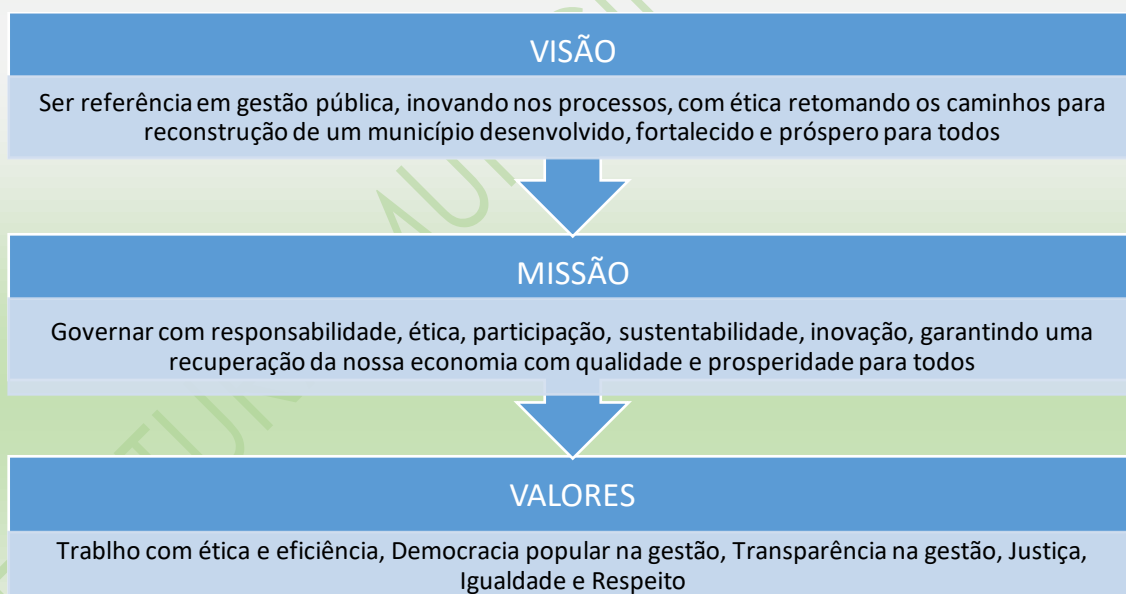 VISÃO
Ser referência em gestão pública, inovando nos processos, com ética retomando os caminhos para
reconstrução de um município desenvolvido, fortalecido e próspero para todos
MISSÃO
Governar com responsabilidade, ética, participação, sustentabilidade, inovação, garantindo uma
recuperação da nossa economia com qualidade e prosperidade para todos
VALORES
Trablho com ética e eficiência, Democracia popular na gestão, Transparência na gestão, Justiça,
Igualdade e Respeito